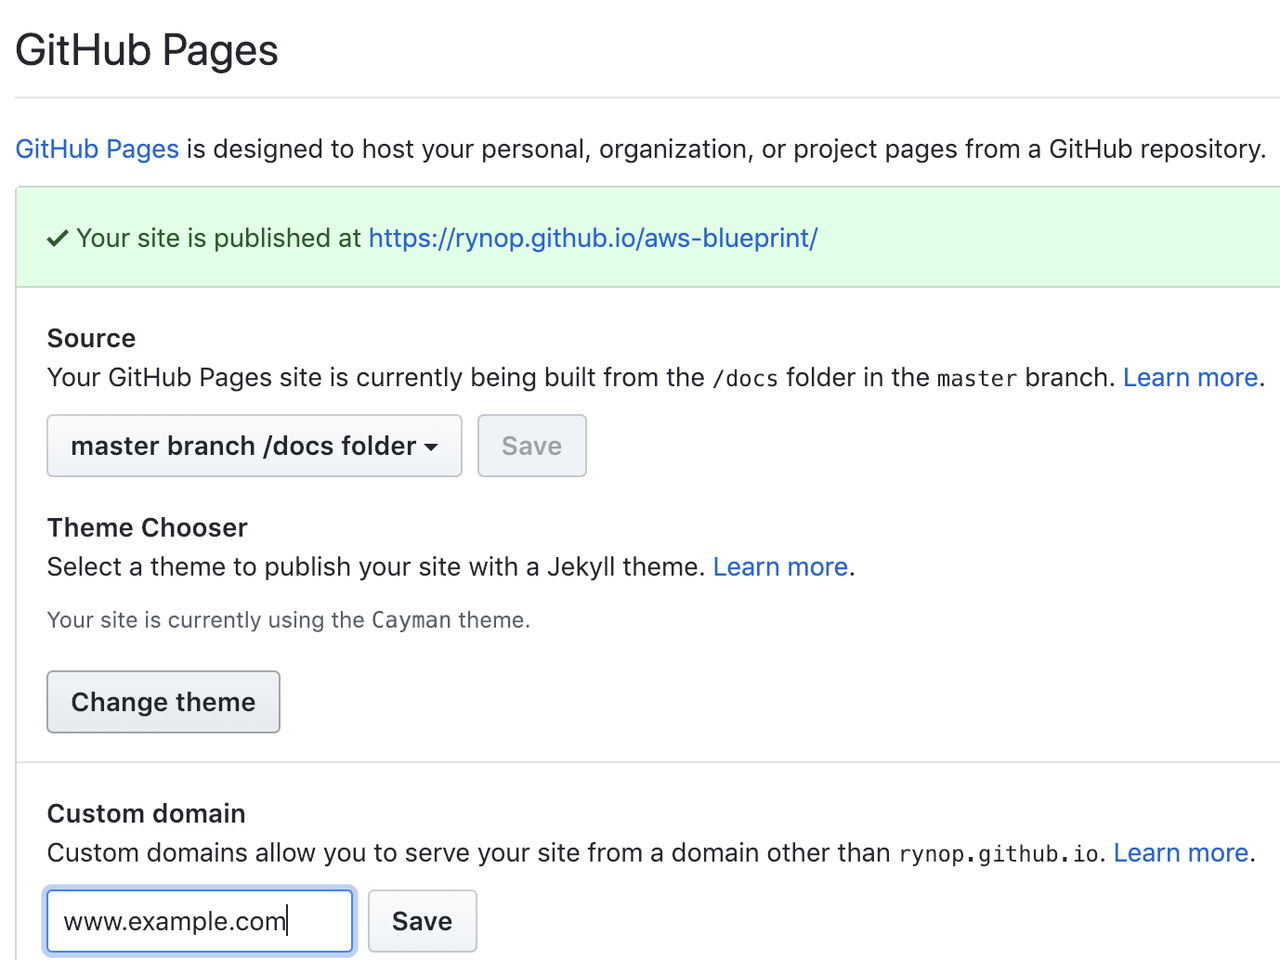 GitHub Pages
GitHub Pages is designed to host your personal, organization, or project pages from a GitHub repository.
Your site is published at https://rynop.github.io/aws-blueprint/
Source
Your GitHub Pages site is currently being built from the /docs folder in the master branch. Learn more.
master branch /docs folder Save
Theme Chooser
Select a theme to publish your site with a Jekyll theme. Learn more.
Your site is currently using the Cayman theme.
Change theme
Custom domain
Custom domains allow you to serve your site from a domain other than rynop.github.io. Learn more.
www.example.com Save